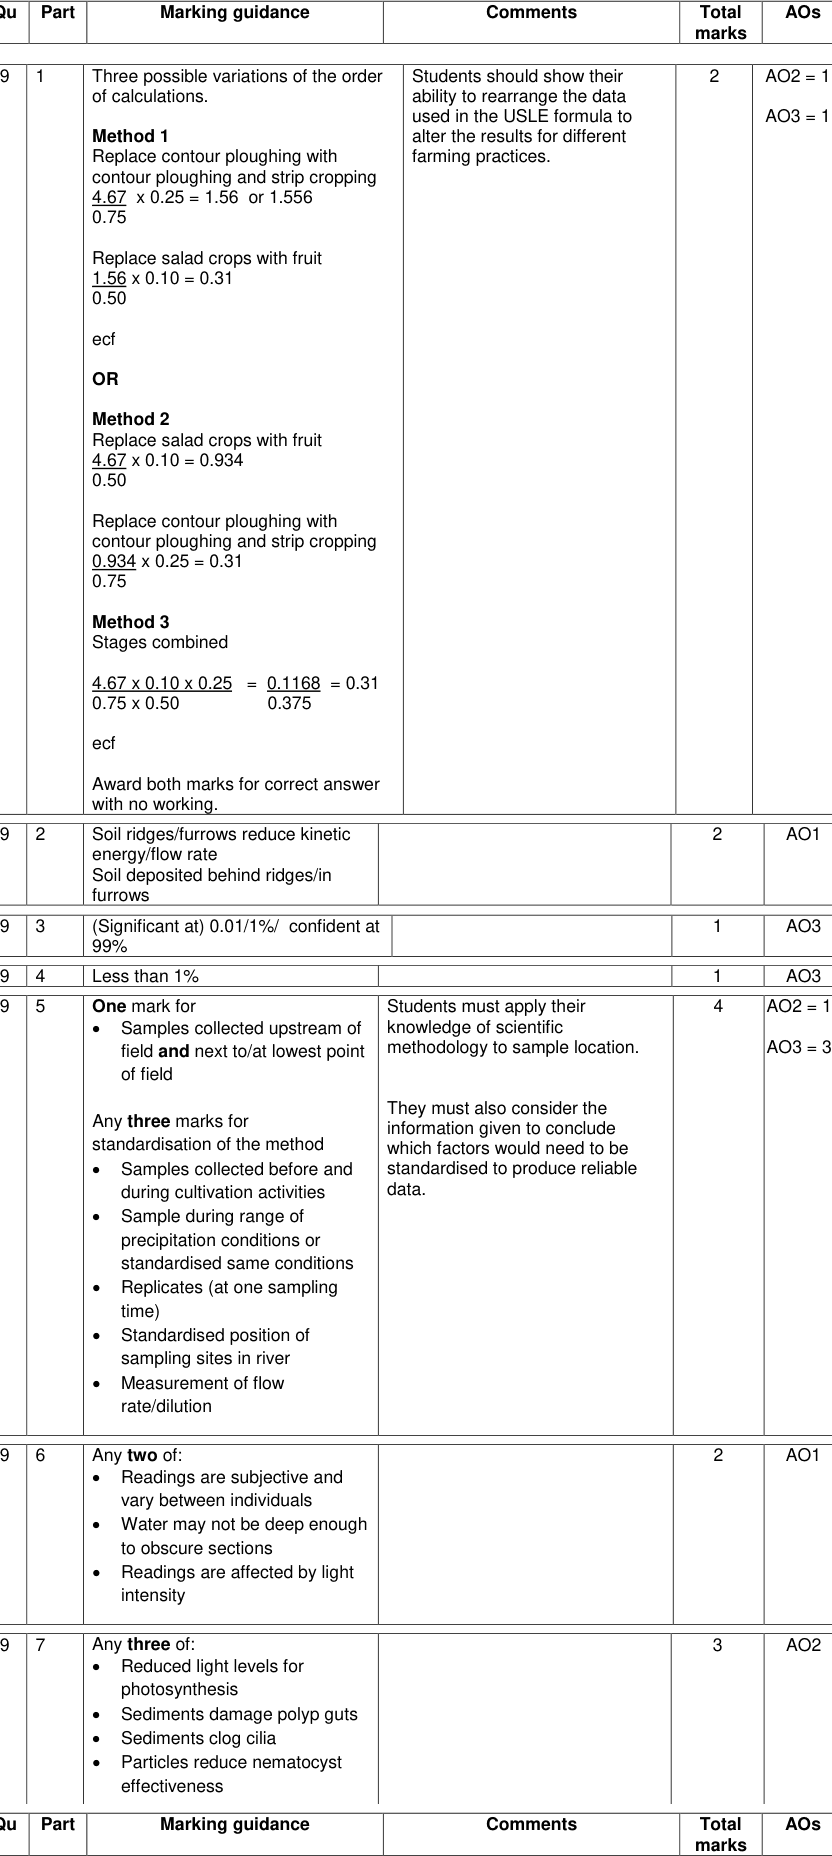 Qu Part Marking guidance Comments Total marks AOs
9 1 Three possible variations of the order of calculations.
Students should show their ability to rearrange the data used in the USLE formula to alter the results for different farming practices.
2
AO2 = 1
AO3 = 1
Method 1
Replace contour ploughing with
contour ploughing and strip cropping
4.67 x 0.25 = 1.56 or 1.556
0.75
Replace salad crops with fruit
1.56 x 0.10 = 0.31
0.50
ecf
OR
Method 2
Replace salad crops with fruit
4.67 x 0.10 = 0.934
0.50
Replace contour ploughing with
contour ploughing and strip cropping
0.934 x 0.25 = 0.31
0.75
Method 3
Stages combined
4.67 x 0.10 x 0.25 = 0.1168 = 0.31
0.75 x 0.50 0.375
ecf
Award both marks for correct answer
with no working.
9 2 Soil ridges/furrows reduce kinetic
energy/flow rate
Soil deposited behind ridges/in
furrows
2 AO1
9 3 (Significant at) 0.01/1%/ confident at
99%
1 AO3
9 4 Less than 1% 1 AO3
9 5 One mark for
• Samples collected upstream of
field and next to/at lowest point
of field
Any three marks for
standardisation of the method
• Samples collected before and
during cultivation activities
• Sample during range of
precipitation conditions or
standardised same conditions
• Replicates (at one sampling
time)
• Standardised position of
sampling sites in river
• Measurement of flow
rate/dilution
Students must apply their
knowledge of scientific
methodology to sample location.
They must also consider the
information given to conclude
which factors would need to be
standardised to produce reliable
data.
4
AO2 = 1
AO3 = 3
9 6 Any two of:
• Readings are subjective and
vary between individuals
• Water may not be deep enough
to obscure sections
• Readings are affected by light
intensity
2 AO1
9 7 Any three of:
• Reduced light levels for
photosynthesis
• Sediments damage polyp guts
• Sediments clog cilia
• Particles reduce nematocyst
effectiveness
3 AO2
Qu Part Marking guidance Comments Total marks AOs